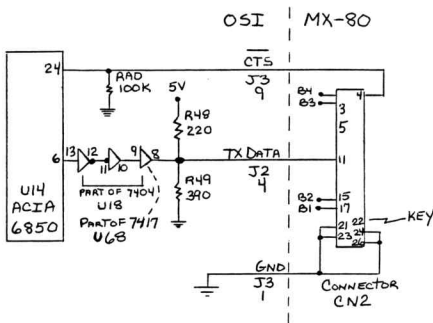 OSI
MX-80
24
RAD
100K
CTS
J3
9
5V
R48
220
B4
B3
4
3
5
6
13
12
11
10
9
8
TX DATA
J2
4
11
PART OF 7404
U18
PART OF 7417
U68
R49
390
U14
ACIA
6850
B2
B1
15
17
21
22
23
24
26
KEY
GND
J3
1
CONNECTOR
CN2